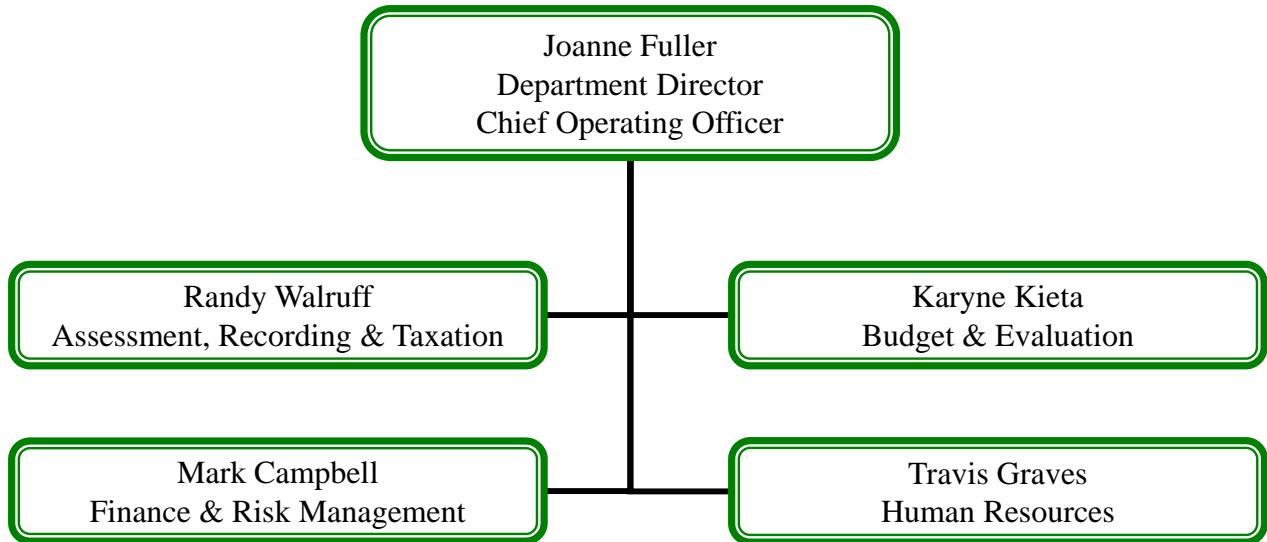 Joanne Fuller
Department Director
Chief Operating Officer
Randy Walruff
Assessment, Recording & Taxation
Karyne Kieta
Budget & Evaluation
Mark Campbell
Finance & Risk Management
Travis Graves
Human Resources